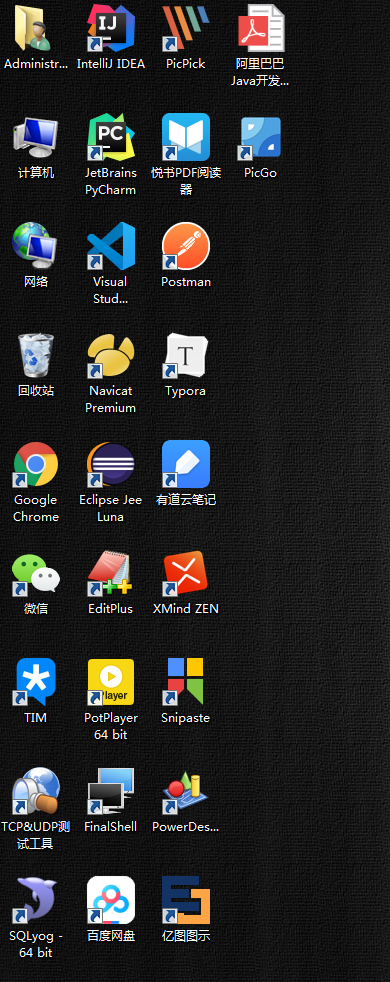 Administr...
IntelliJ IDEA
PicPick
阿里巴巴
Java开发...
计算机
JetBrains
PyCharm
悦书PDF阅读
器
PicGo
网络
Visual
Stud...
Postman
回收站
Navicat
Premium
Typora
Google
Chrome
Eclipse Jee
Luna
有道云笔记
微信
EditPlus
XMind ZEN
TIM
PotPlayer
64 bit
Snipaste
TCP&UDP测
试工具
FinalShell
PowerDes...
SQLyog -
64 bit
百度网盘
亿图图示